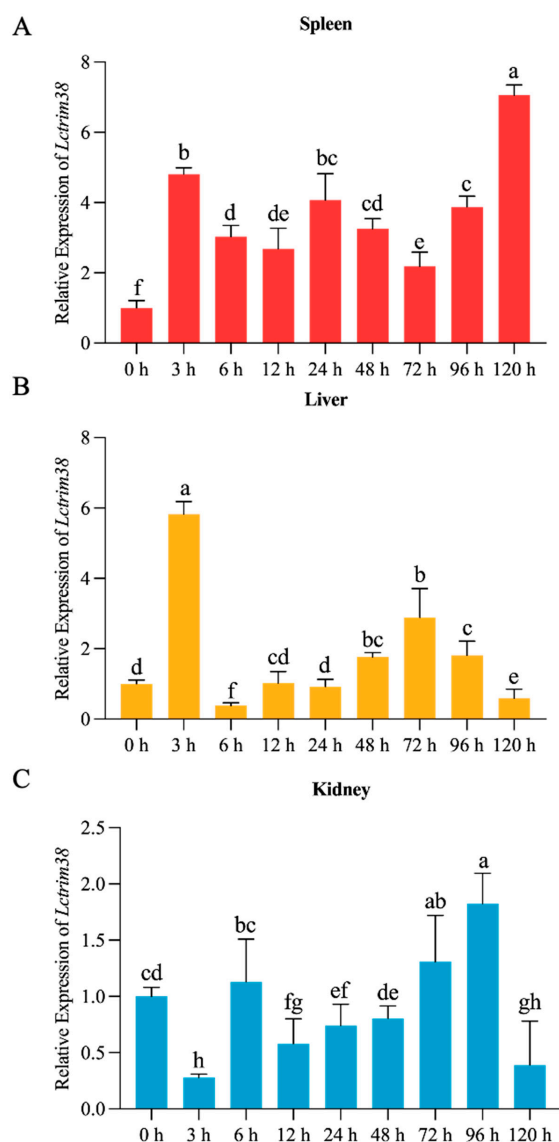 A
Spleen
Relative Expression of Lctrim38
8
6
4
2
0
f
b
d
de
bc
cd
e
c
a
0 h 3 h 6 h 12 h 24 h 48 h 72 h 96 h 120 h
B
Liver
Relative Expression of Lctrim38
8
6
4
2
0
d
a
f
cd
d
bc
b
c
e
0 h 3 h 6 h 12 h 24 h 48 h 72 h 96 h 120 h
C
Kidney
Relative Expression of Lctrim38
2.5
2.0
1.5
1.0
0.5
0.0
cd
h
bc
fg
ef
de
ab
a
gh
0 h 3 h 6 h 12 h 24 h 48 h 72 h 96 h 120 h